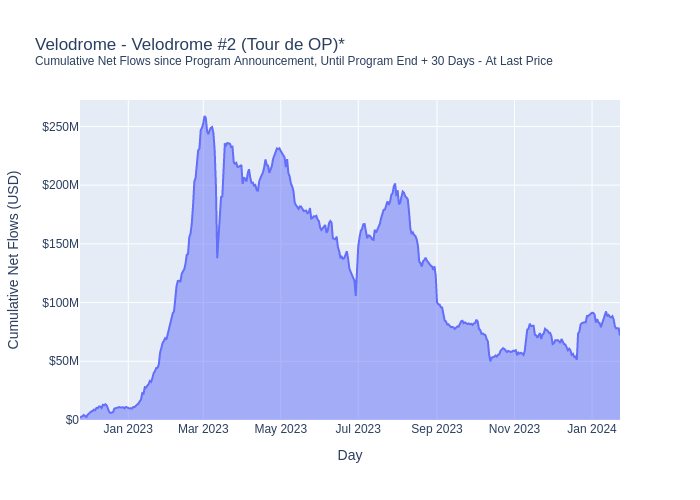 Velodrome - Velodrome #2 (Tour de OP)*
Cumulative Net Flows since Program Announcement, Until Program End + 30 Days - At Last Price
Cumulative Net Flows (USD)
$250M
$200M
$150M
$100M
$50M
$0
Jan 2023 Mar 2023 May 2023 Jul 2023 Sep 2023 Nov 2023 Jan 2024
Day